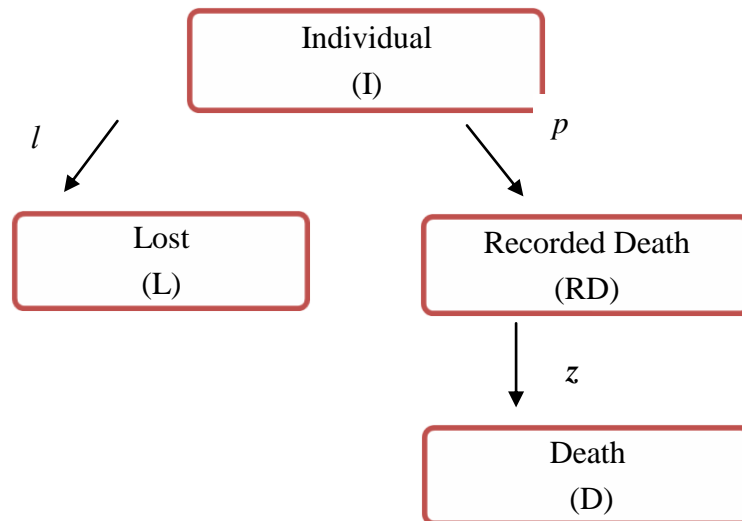 Individual
(I)
l
p
Lost
(L)
Recorded Death
(RD)
z
Death
(D)